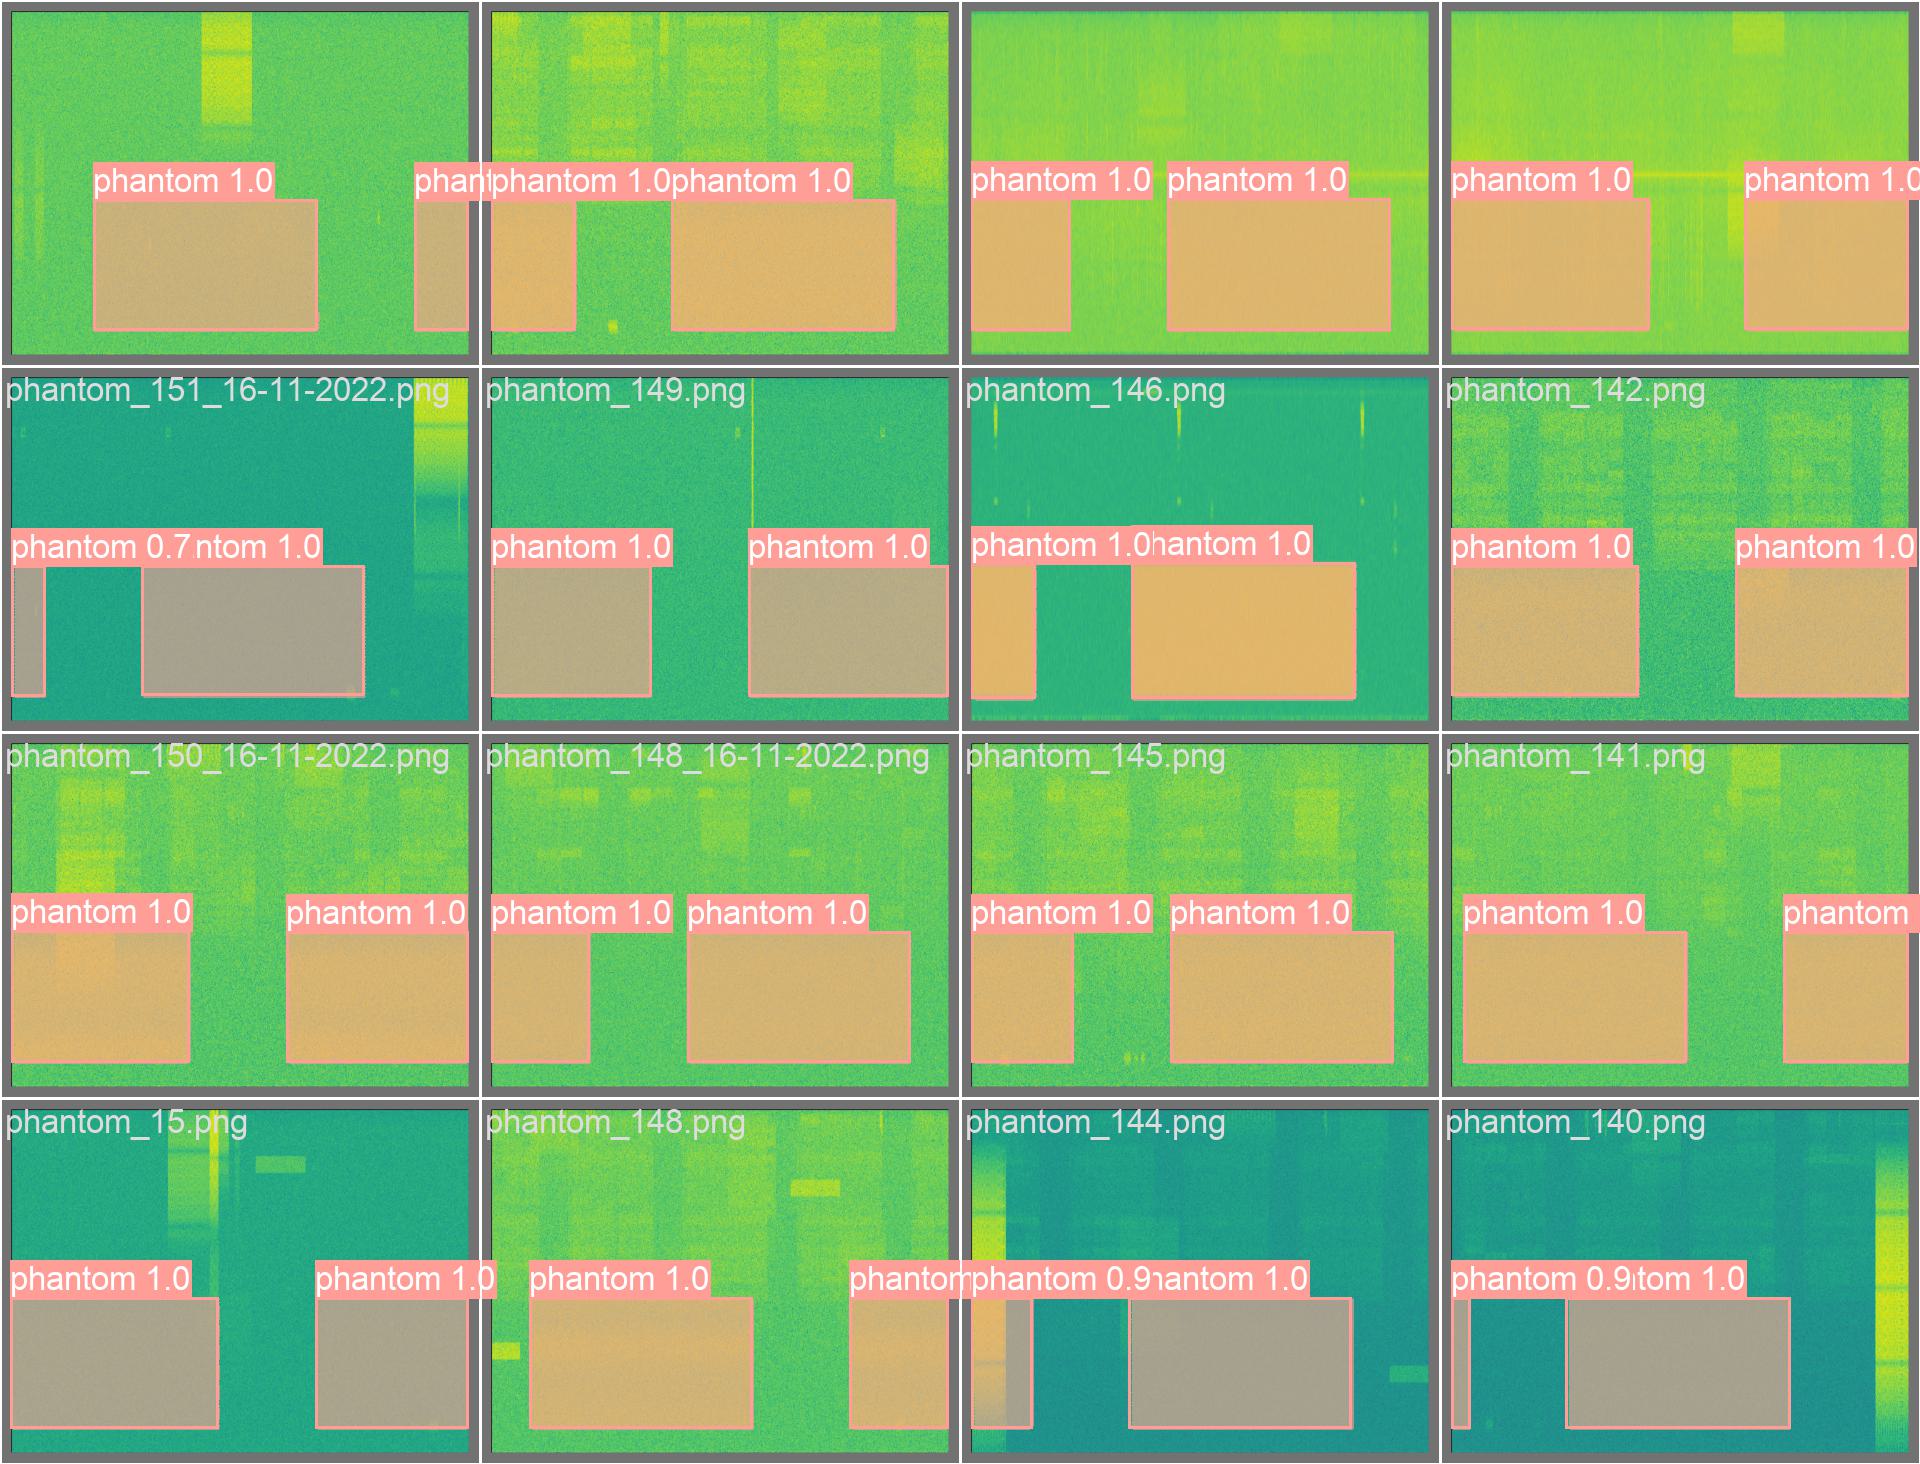 phantom 1.0 phant phantom 1.0 phantom 1.0 phantom 1.0 phantom 1.0 phantom 1.0 phantom 1.0
phantom_151_16-11-2022.png phantom_149.png phantom_146.png phantom_142.png
phantom 0.7 ntom 1.0 phantom 1.0 phantom 1.0 phantom 1.0 hantom 1.0 phantom 1.0 phantom 1.0
phantom_150_16-11-2022.png phantom_148_16-11-2022.png phantom_145.png phantom_141.png
phantom 1.0 phantom 1.0 phantom 1.0 phantom 1.0 phantom 1.0 phantom 1.0 phantom 1.0 phantom
phantom_15.png phantom_148.png phantom_144.png phantom_140.png
phantom 1.0 phantom 1.0 phantom 1.0 phantom phantom 0.9 antom 1.0 phantom 0.9 tom 1.0